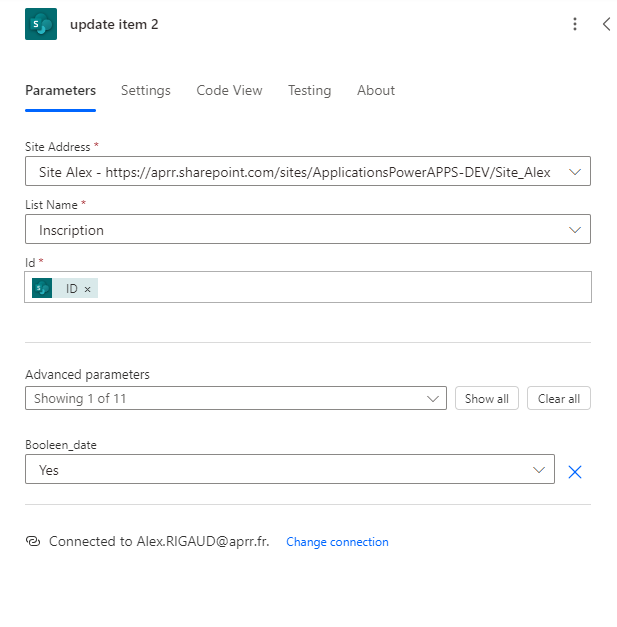 update item 2
Parameters Settings Code View Testing About
Site Address *
Site Alex - https://aprr.sharepoint.com/sites/ApplicationsPowerAPPS-DEV/Site_Alex
List Name *
Inscription
Id *
ID ×
Advanced parameters
Showing 1 of 11 Show all Clear all
Booleen_date
Yes
Connected to Alex.RIGAUD@aprr.fr. Change connection